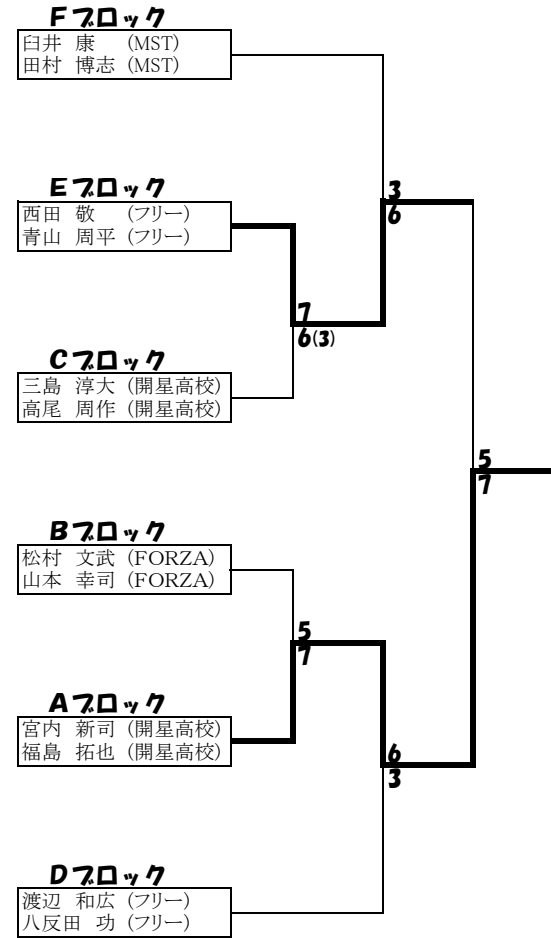 Fブロック
臼井 康 (MST)
田村 博志 (MST)
Eブロック
西田 敬 (フリー)
青山 周平 (フリー)
3
6
7
6(3)
Cブロック
三島 淳大 (開星高校)
高尾 周作 (開星高校)
5
7
Bブロック
松村 文武 (FORZA)
山本 幸司 (FORZA)
5
7
Aブロック
宮内 新司 (開星高校)
福島 拓也 (開星高校)
6
3
Dブロック
渡辺 和広 (フリー)
八反田 功 (フリー)